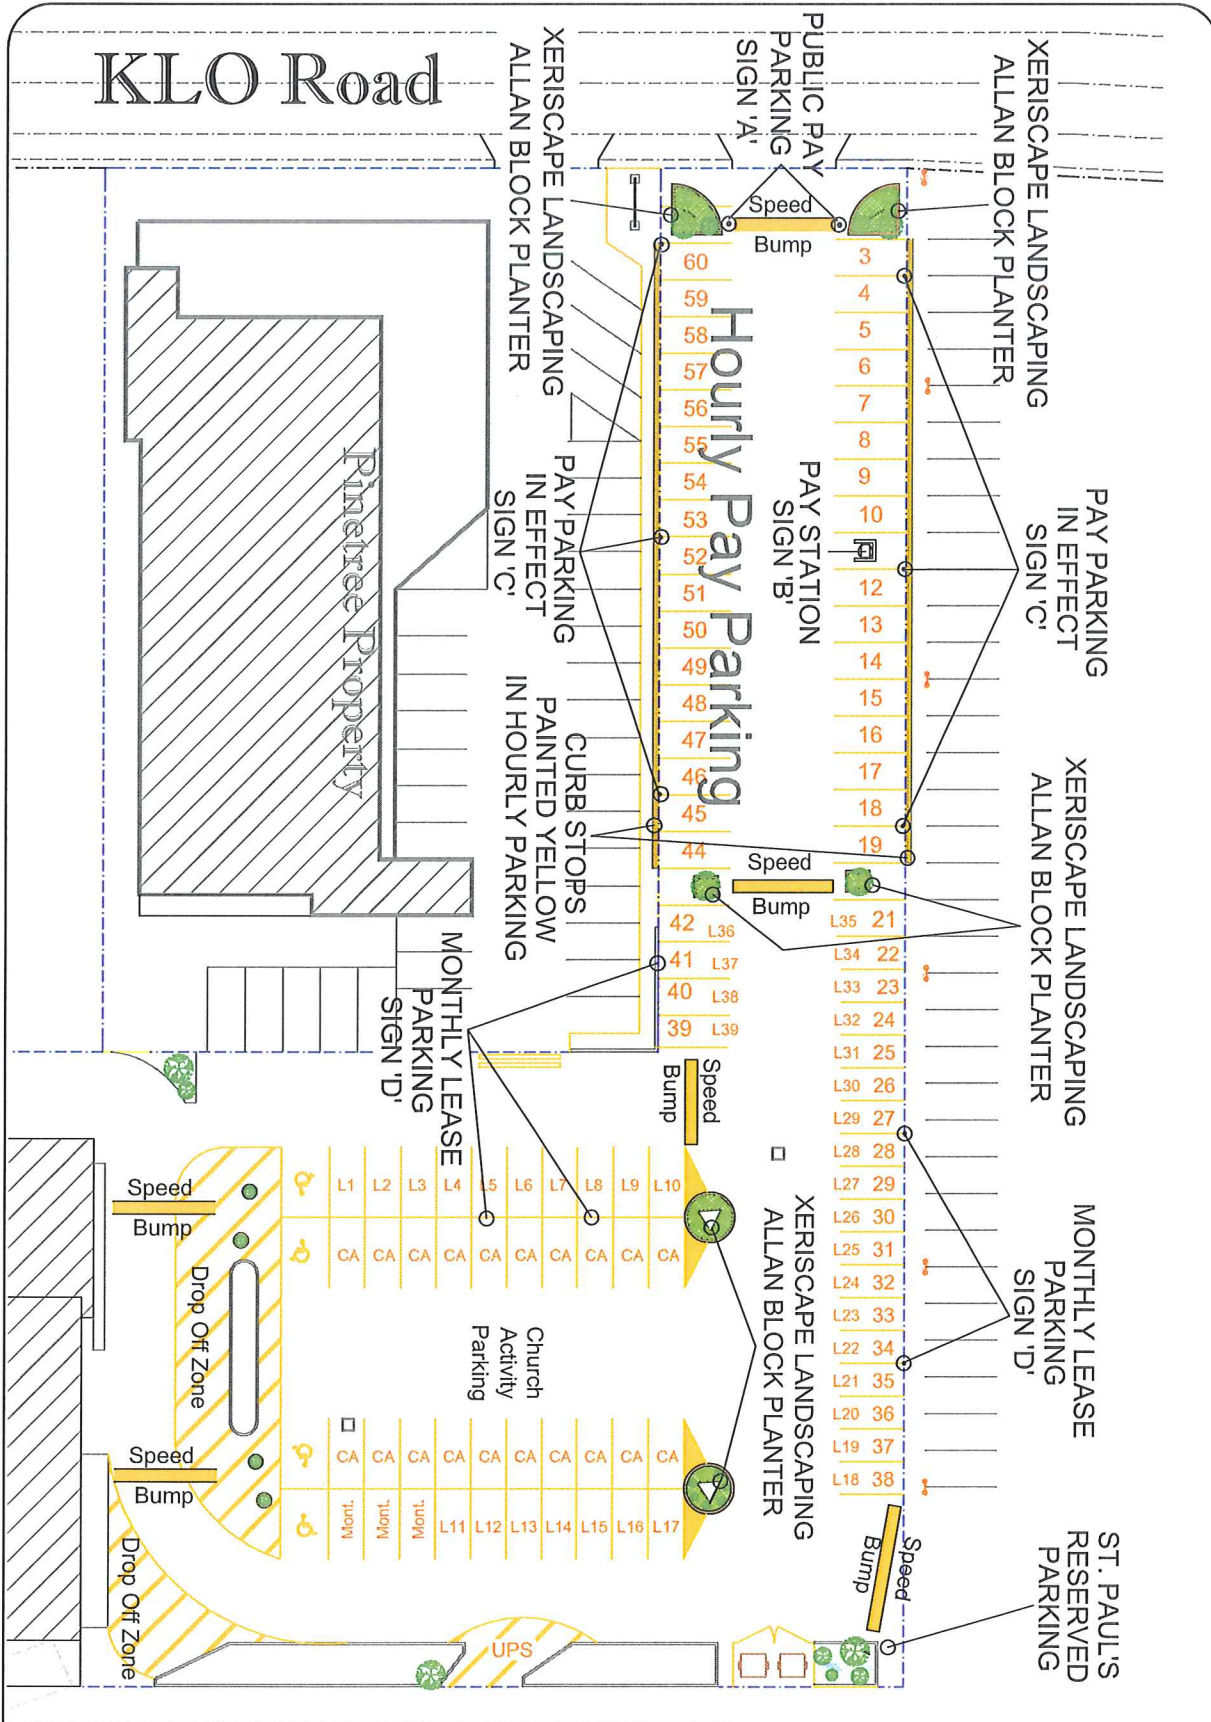 KLO Road
XERISCAPE LANDSCAPING
ALLAN BLOCK PLANTER
PUBLIC PAY
PARKING
SIGN 'A'
XERISCAPE LANDSCAPING
ALLAN BLOCK PLANTER
Speed
Bump
60
59
58
57
56
55
54
53
52
51
50
49
48
47
46
45
44
Hourly Pay Parking
3
4
5
6
7
8
9
10
12
13
14
15
16
17
18
19
PAY STATION
SIGN 'B'
PAY PARKING
IN EFFECT
SIGN 'C'
PAY PARKING
IN EFFECT
SIGN 'C'
Pinetree Property
CURB STOPS
PAINTED YELLOW
IN HOURLY PARKING
Speed
Bump
XERISCAPE LANDSCAPING
ALLAN BLOCK PLANTER
42 L36
41 L37
40 L38
39 L39
L35 21
L34 22
L33 23
L32 24
L31 25
L30 26
L29 27
L28 28
L27 29
L26 30
L25 31
L24 32
L23 33
L22 34
L21 35
L20 36
L19 37
L18 38
MONTHLY LEASE
PARKING
SIGN 'D'
Speed
Bump
MONTHLY LEASE
PARKING
SIGN 'D'
XERISCAPE LANDSCAPING
ALLAN BLOCK PLANTER
L1 L2 L3 L4 L5 L6 L7 L8 L9 L10
CA CA CA CA CA CA CA CA CA CA
Church
Activity
Parking
CA CA CA CA CA CA CA CA CA CA
Mont. Mont. Mont. L11 L12 L13 L14 L15 L16 L17
Speed
Bump
Drop Off Zone
Speed
Bump
Drop Off Zone
UPS
Speed
Bump
ST. PAUL'S
RESERVED
PARKING